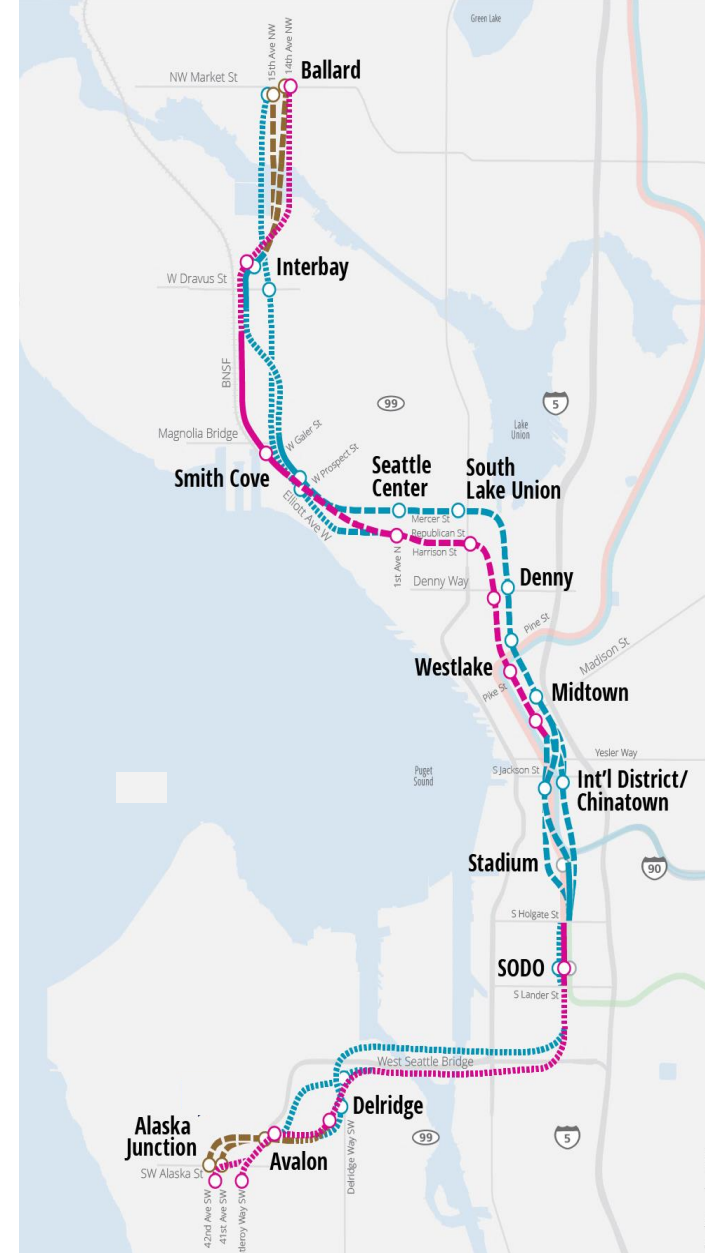 Green Lake
15th Ave NW
14th Ave NW
NW Market St
Ballard
Interbay
W Dravus St
BNSF
99
5
Lake
Union
Magnolia Bridge
W Galer St
W Prospect St
Smith Cove
Elliott Ave W
Seattle
Center
South
Lake Union
Mercer St
Republican St
Harrison St
1st Ave N
Denny Way
Denny
Pine St
Madison St
Westlake
Pike St
Midtown
Yesler Way
Puget
Sound
S Jackson St
Int'l District/
Chinatown
Stadium
90
S Holgate St
SODO
S Lander St
West Seattle Bridge
Delridge
Alaska
Junction
Avalon
99
5
SW Alaska St
Delridge Way SW
42nd Ave SW
41st Ave SW
tleroy Way SW